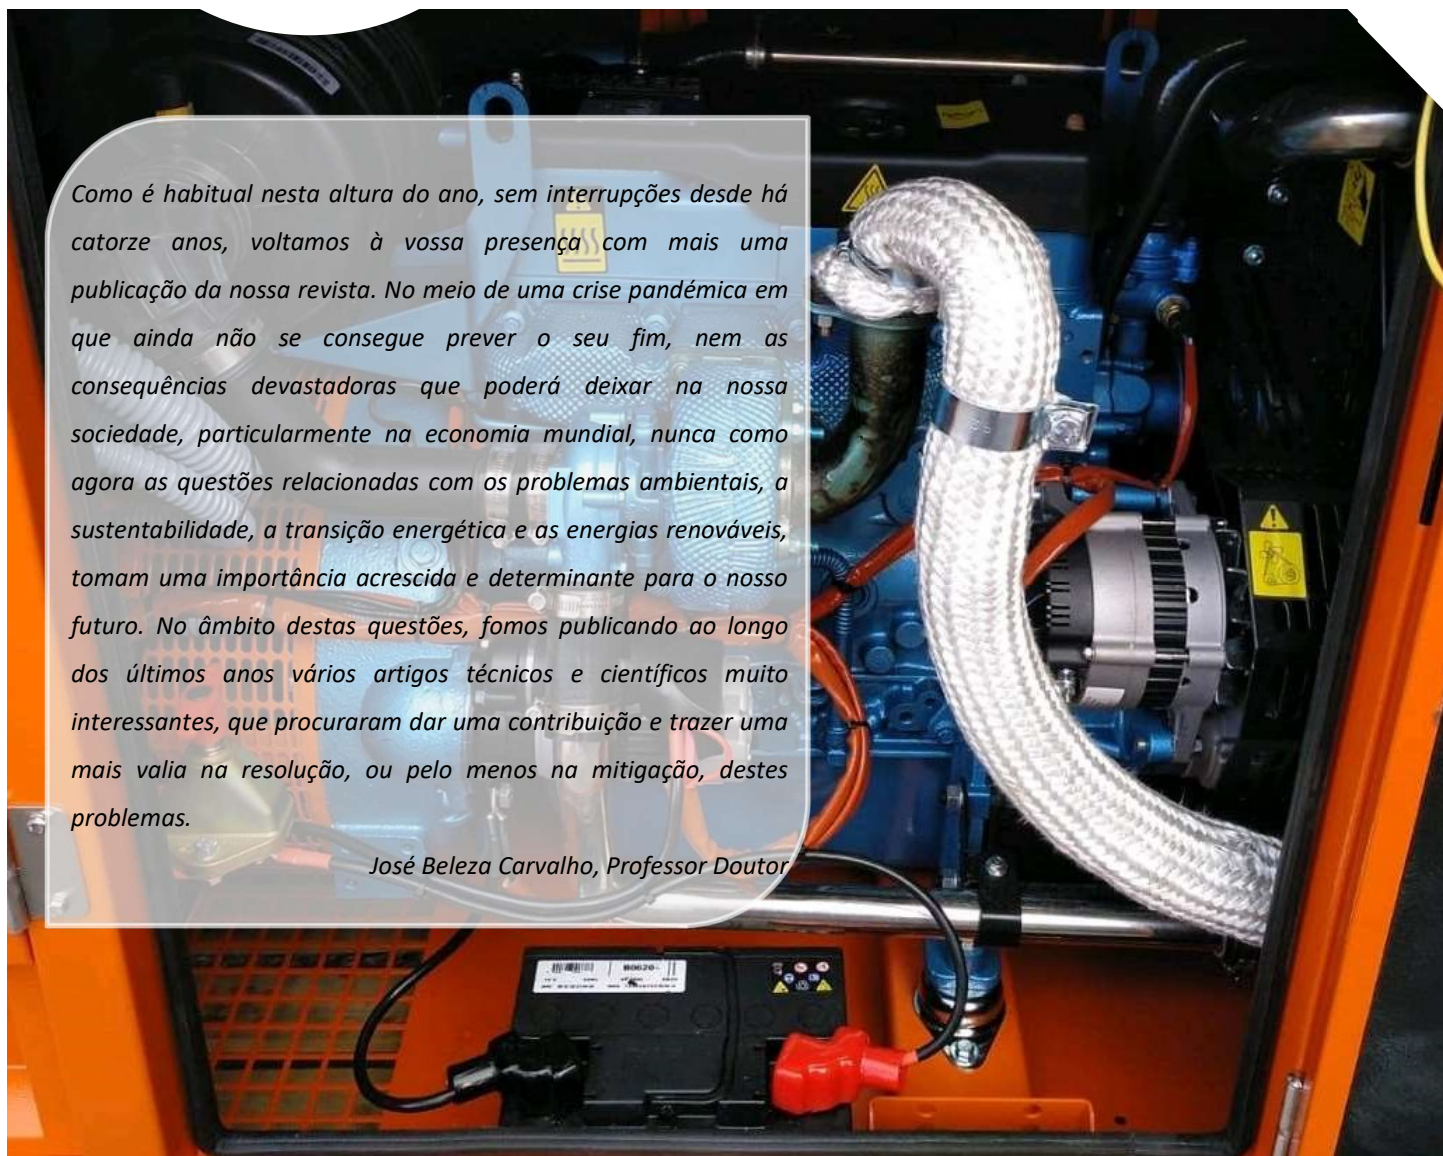 Como é habitual nesta altura do ano, sem interrupções desde há
catorze anos, voltamos à vossa presença com mais uma
publicação da nossa revista. No meio de uma crise pandémica em
que ainda não se consegue prever o seu fim, nem as
consequências devastadoras que poderá deixar na nossa
sociedade, particularmente na economia mundial, nunca como
agora as questões relacionadas com os problemas ambientais, a
sustentabilidade, a transição energética e as energias renováveis,
tomam uma importância acrescida e determinante para o nosso
futuro. No âmbito destas questões, fomos publicando ao longo
dos últimos anos vários artigos técnicos e científicos muito
interessantes, que procuraram dar uma contribuição e trazer uma
mais valia na resolução, ou pelo menos na mitigação, destes
problemas.
José Beleza Carvalho, Professor Doutor